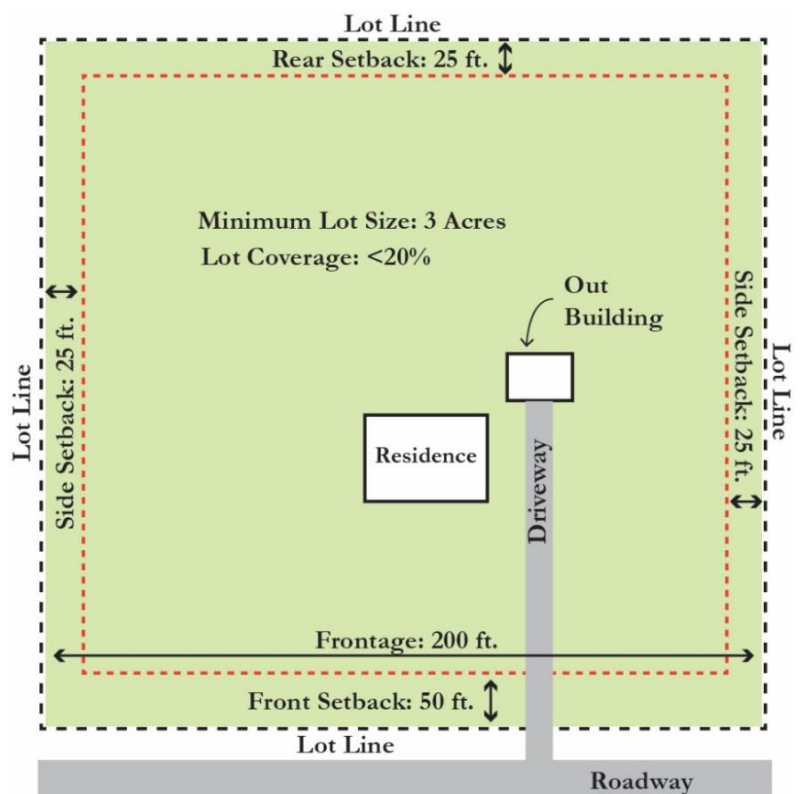 Lot Line
Rear Setback: 25 ft.
Minimum Lot Size: 3 Acres
Lot Coverage: <20%
Out
Building
Side Setback: 25 ft.
Lot Line
Lot Line
Side Setback: 25 ft.
Residence
Driveway
Frontage: 200 ft.
Front Setback: 50 ft.
Lot Line
Roadway